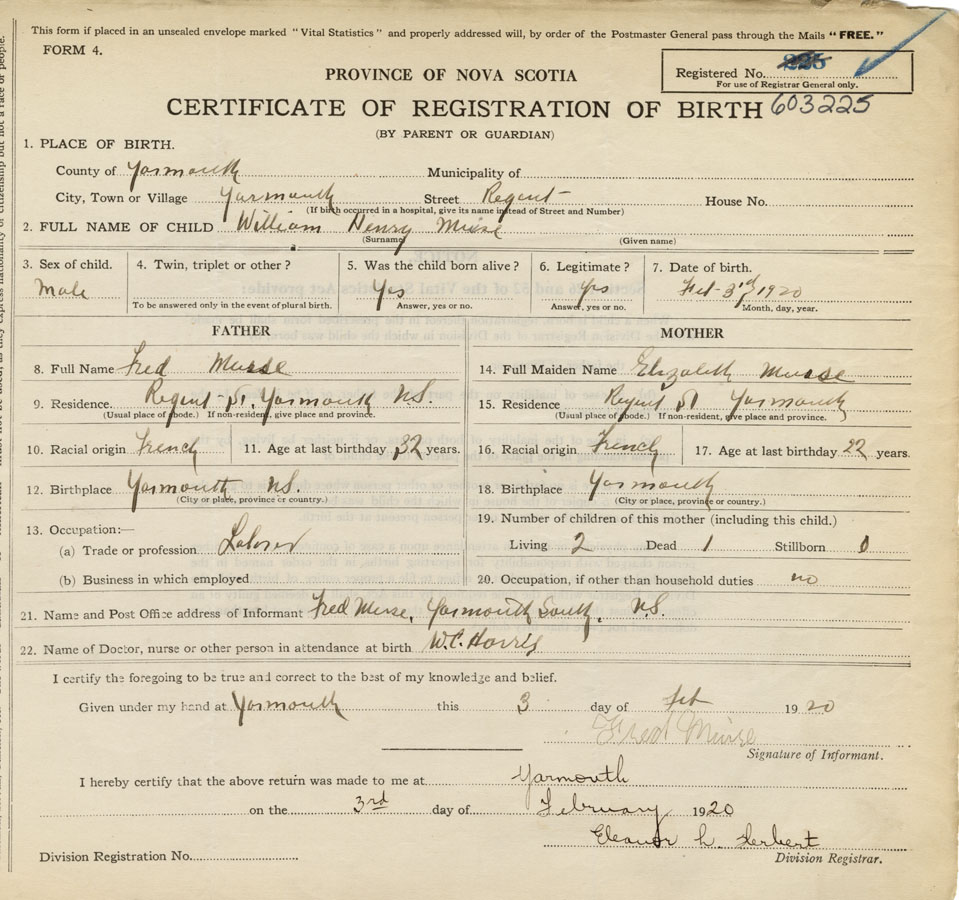 This form if placed in an unsealed envelope marked "Vital Statistics" and properly addressed will, by order of the Postmaster General pass through the Mails "FREE."
FORM 4.
PROVINCE OF NOVA SCOTIA
Registered No. 225
For use of Registrar General only.
CERTIFICATE OF REGISTRATION OF BIRTH 603225
(BY PARENT OR GUARDIAN)
1. PLACE OF BIRTH.
County of Yarmouth Municipality of
City, Town or Village Yarmouth Street Regent House No.
(If birth occurred in a hospital, give its name instead of Street and Number)
2. FULL NAME OF CHILD William Henry Muise
(Surname) (Given name)
3. Sex of child. 4. Twin, triplet or other? 5. Was the child born alive? 6. Legitimate? 7. Date of birth.
Male Yes Yes Feb 3rd 1920
To be answered only in the event of plural birth. Answer, yes or no. Answer, yes or no. Month, day, year.
FATHER MOTHER
8. Full Name Fred Muise 14. Full Maiden Name Elizabeth Muise
9. Residence. Regent St. Yarmouth N.S. 15. Residence Regent St Yarmouth
(Usual place of abode.) If non-resident, give place and province. (Usual place of abode.) If non-resident, give place and province.
10. Racial origin French 11. Age at last birthday 32 years. 16. Racial origin French 17. Age at last birthday 22 years.
12. Birthplace Yarmouth N.S. 18. Birthplace Yarmouth
(City or place, province or country.) (City or place, province or country.)
13. Occupation:— 19. Number of children of this mother (including this child.)
(a) Trade or profession Laborer Living 2 Dead 1 Stillborn 0
(b) Business in which employed 20. Occupation, if other than household duties no
21. Name and Post Office address of Informant Fred Muise, Yarmouth South, N.S.
22. Name of Doctor, nurse or other person in attendance at birth W.C. Harris
I certify the foregoing to be true and correct to the best of my knowledge and belief.
Given under my hand at Yarmouth this 3 day of Feb 1920
Fred Muise
Signature of Informant.
I hereby certify that the above return was made to me at Yarmouth
on the 3rd day of February 1920
Eleanor L. Herbert
Division Registration No. Division Registrar.